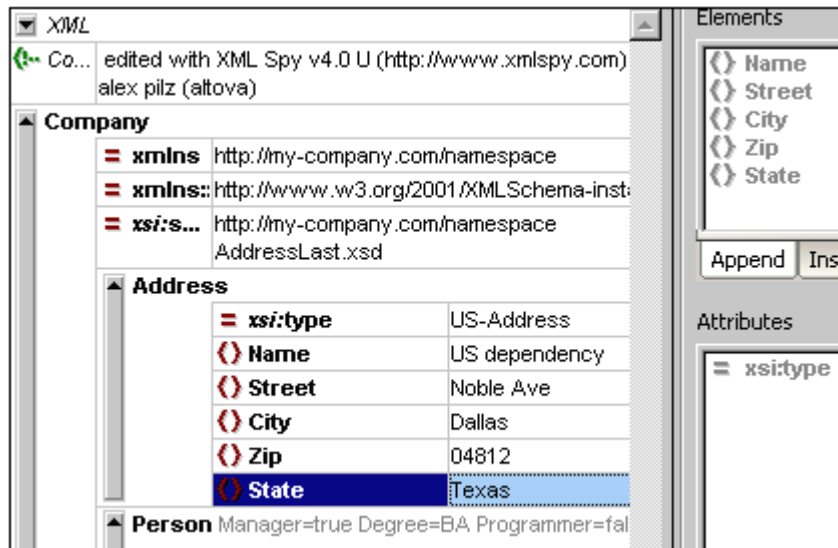 XML
Co... edited with XML Spy v4.0 U (http://www.xmlspy.com)
alex pilz (altova)
Company
= xmlns http://my-company.com/namespace
= xmlns: http://www.w3.org/2001/XMLSchema-inst
= xsi:s... http://my-company.com/namespace
AddressLast.xsd
Address
= xsi:type US-Address
Name US dependency
Street Noble Ave
City Dallas
Zip 04812
State Texas
Person Manager=true Degree=BA Programmer=fal
Elements
Name
Street
City
Zip
State
Append Ins
Attributes
= xsi:type